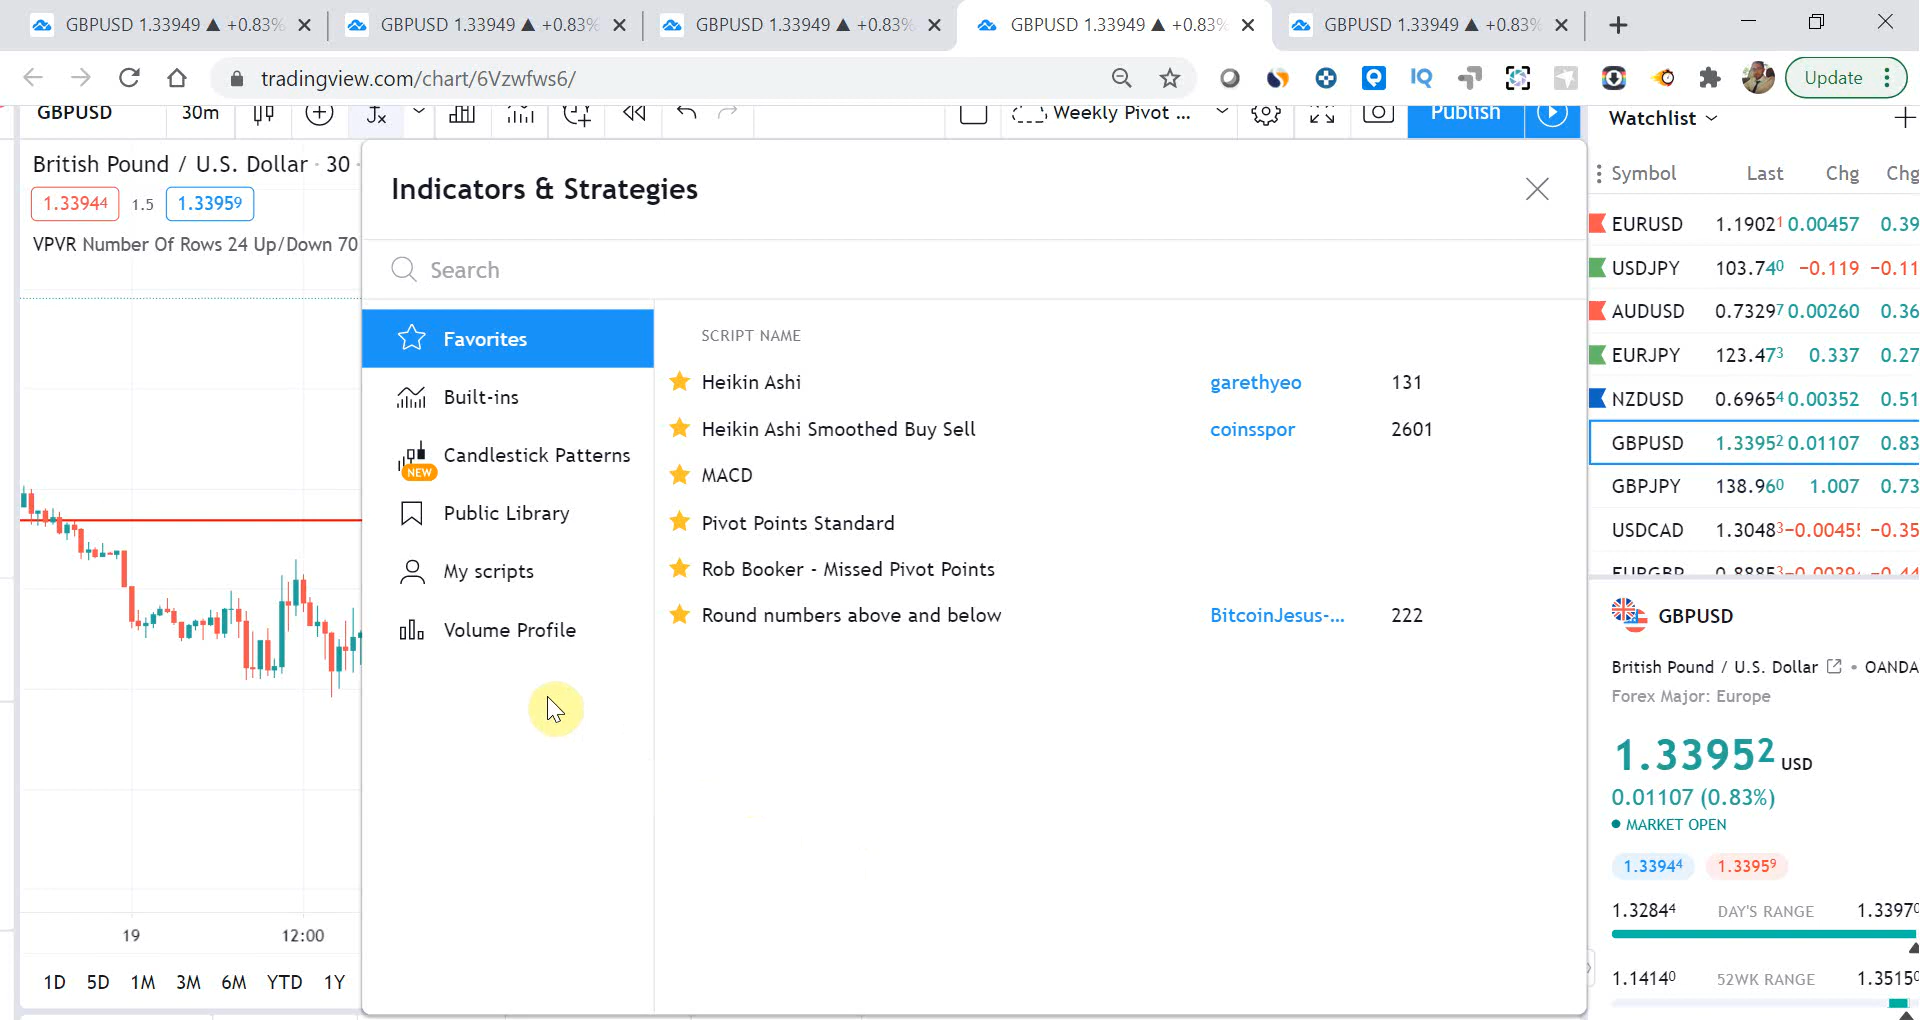 GBPUSD 1.33949 ▲ +0.83%
GBPUSD 1.33949 ▲ +0.83%
GBPUSD 1.33949 ▲ +0.83%
GBPUSD 1.33949 ▲ +0.83%
GBPUSD 1.33949 ▲ +0.83%
tradingview.com/chart/6Vzwfws6/
IQ
Update
GBPUSD
30m
Weekly Pivot ...
Publish
Watchlist
British Pound / U.S. Dollar · 30
1.33944
1.5
1.33959
VPVR Number Of Rows 24 Up/Down 70
Indicators & Strategies
Search
Favorites
Built-ins
Candlestick Patterns
NEW
Public Library
My scripts
Volume Profile
SCRIPT NAME
Heikin Ashi garethyeo 131
Heikin Ashi Smoothed Buy Sell coinsspor 2601
MACD
Pivot Points Standard
Rob Booker - Missed Pivot Points
Round numbers above and below BitcoinJesus-... 222
19
12:00
1D 5D 1M 3M 6M YTD 1Y
Symbol Last Chg Chg
EURUSD 1.19021 0.00457 0.39
USDJPY 103.740 −0.119 −0.11
AUDUSD 0.73297 0.00260 0.36
EURJPY 123.473 0.337 0.27
NZDUSD 0.69654 0.00352 0.51
GBPUSD 1.33952 0.01107 0.83
GBPJPY 138.960 1.007 0.73
USDCAD 1.30483 −0.0045 −0.35
EURGBP
GBPUSD
British Pound / U.S. Dollar • OANDA
Forex Major: Europe
1.33952 USD
0.01107 (0.83%)
MARKET OPEN
1.33944 1.33959
1.32844 DAY'S RANGE 1.33970
1.14140 52WK RANGE 1.35150